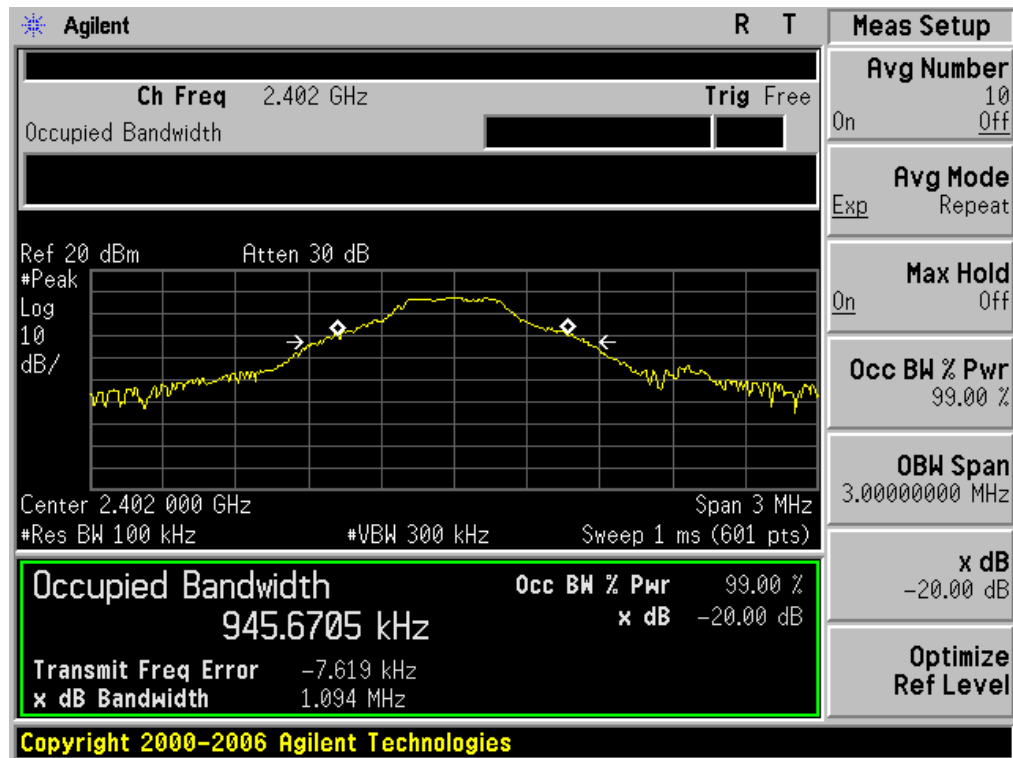 Agilent R T
Ch Freq 2.402 GHz Trig Free
Occupied Bandwidth
Ref 20 dBm Atten 30 dB
#Peak
Log
10
dB/
Center 2.402 000 GHz Span 3 MHz
#Res BW 100 kHz #VBW 300 kHz Sweep 1 ms (601 pts)
Occupied Bandwidth
945.6705 kHz
Occ BW % Pwr 99.00 %
x dB -20.00 dB
Transmit Freq Error -7.619 kHz
x dB Bandwidth 1.094 MHz
Meas Setup
Avg Number
10
On Off
Avg Mode
Exp Repeat
Max Hold
On Off
Occ BW % Pwr
99.00 %
OBW Span
3.00000000 MHz
x dB
-20.00 dB
Optimize
Ref Level
Copyright 2000-2006 Agilent Technologies